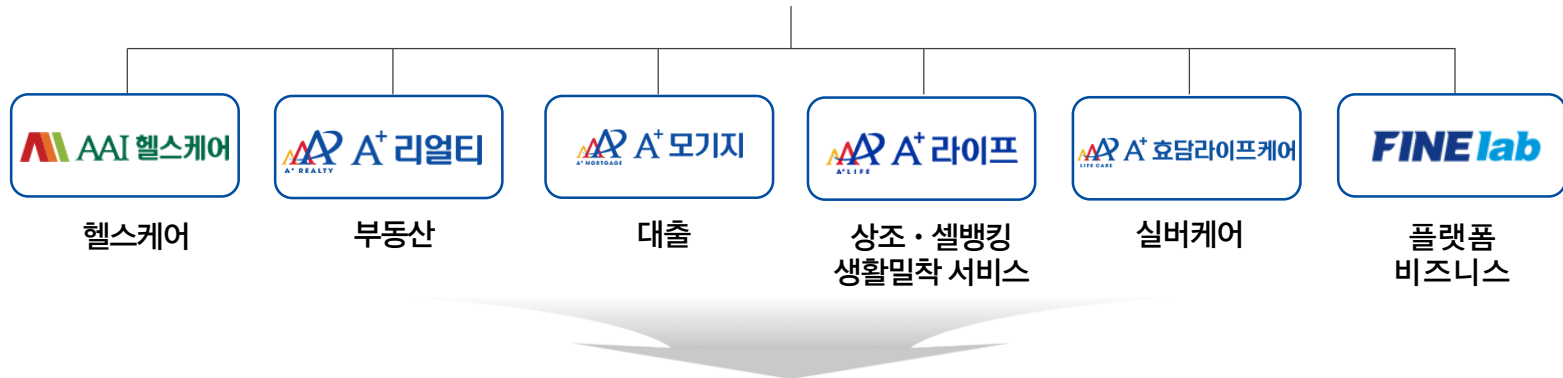 AAI 헬스케어
A+ 리얼티
A+ REALTY
A+ 모기지
A+ MORTGAGE
A+ 라이프
A+ LIFE
A+ 효담라이프케어
LIFE CARE
FINE lab
헬스케어
부동산
대출
상조·셀뱅킹
생활밀착 서비스
실버케어
플랫폼
비즈니스